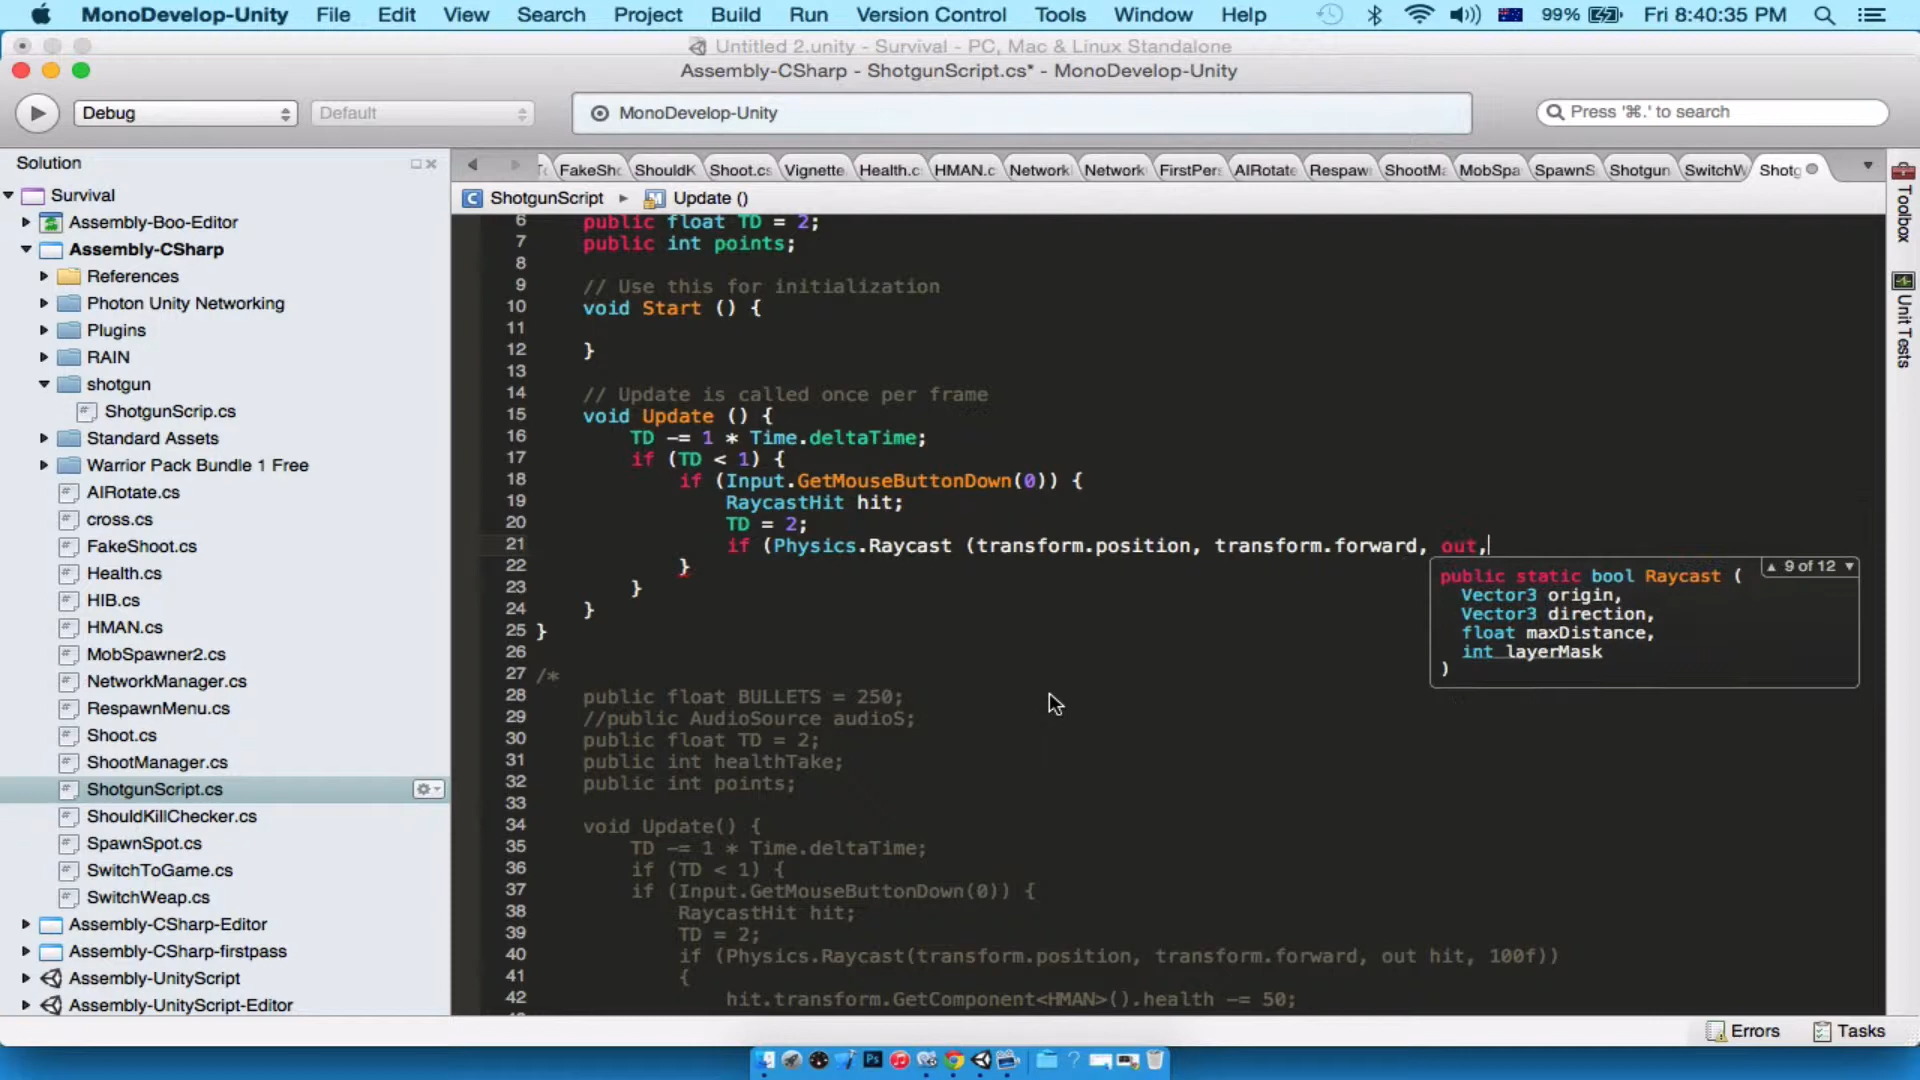 MonoDevelop-Unity File Edit View Search Project Build Run Version Control Tools Window Help 99% Fri 8:40:35 PM
Untitled 2.unity - Survival - PC, Mac & Linux Standalone
Assembly-CSharp - ShotgunScript.cs* - MonoDevelop-Unity
Debug Default MonoDevelop-Unity Press '⌘.' to search
Solution
FakeSho ShouldK Shoot.cs Vignette Health.c HMAN.c Network Network FirstPer AIRotate Respaw ShootMa MobSpa SpawnS Shotgun SwitchW Shotg
ShotgunScript Update ()
Survival
Assembly-Boo-Editor
Assembly-CSharp
References
Photon Unity Networking
Plugins
RAIN
shotgun
ShotgunScrip.cs
Standard Assets
Warrior Pack Bundle 1 Free
AIRotate.cs
cross.cs
FakeShoot.cs
Health.cs
HIB.cs
HMAN.cs
MobSpawner2.cs
NetworkManager.cs
RespawnMenu.cs
Shoot.cs
ShootManager.cs
ShotgunScript.cs
ShouldKillChecker.cs
SpawnSpot.cs
SwitchToGame.cs
SwitchWeap.cs
Assembly-CSharp-Editor
Assembly-CSharp-firstpass
Assembly-UnityScript
Assembly-UnityScript-Editor
6 public float TD = 2;
7 public int points;
8
9 // Use this for initialization
10 void Start () {
11
12 }
13
14 // Update is called once per frame
15 void Update () {
16 TD -= 1 * Time.deltaTime;
17 if (TD < 1) {
18 if (Input.GetMouseButtonDown(0)) {
19 RaycastHit hit;
20 TD = 2;
21 if (Physics.Raycast (transform.position, transform.forward, out,
22 }
23 }
24 }
25 }
26
27 /*
28 public float BULLETS = 250;
29 //public AudioSource audioS;
30 public float TD = 2;
31 public int healthTake;
32 public int points;
33
34 void Update() {
35 TD -= 1 * Time.deltaTime;
36 if (TD < 1) {
37 if (Input.GetMouseButtonDown(0)) {
38 RaycastHit hit;
39 TD = 2;
40 if (Physics.Raycast(transform.position, transform.forward, out hit, 100f))
41 {
42 hit.transform.GetComponent<HMAN>().health -= 50;
▲ 9 of 12 ▼
public static bool Raycast (
Vector3 origin,
Vector3 direction,
float maxDistance,
int layerMask
)
Toolbox
Unit Tests
Errors Tasks